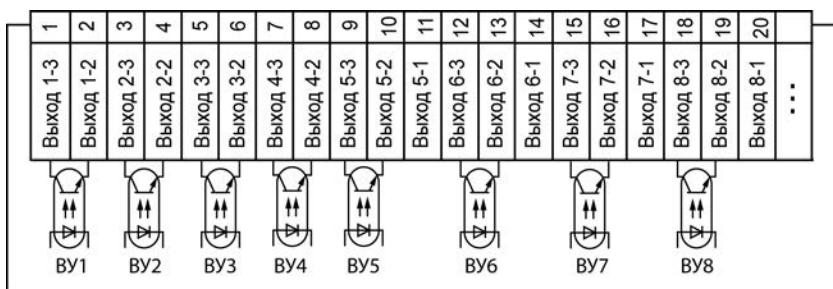 1 2 3 4 5 6 7 8 9 10 11 12 13 14 15 16 17 18 19 20
Выход 1-3
Выход 1-2
Выход 2-3
Выход 2-2
Выход 3-3
Выход 3-2
Выход 4-3
Выход 4-2
Выход 5-3
Выход 5-2
Выход 5-1
Выход 6-3
Выход 6-2
Выход 6-1
Выход 7-3
Выход 7-2
Выход 7-1
Выход 8-3
Выход 8-2
Выход 8-1
...
ВУ1 ВУ2 ВУ3 ВУ4 ВУ5 ВУ6 ВУ7 ВУ8